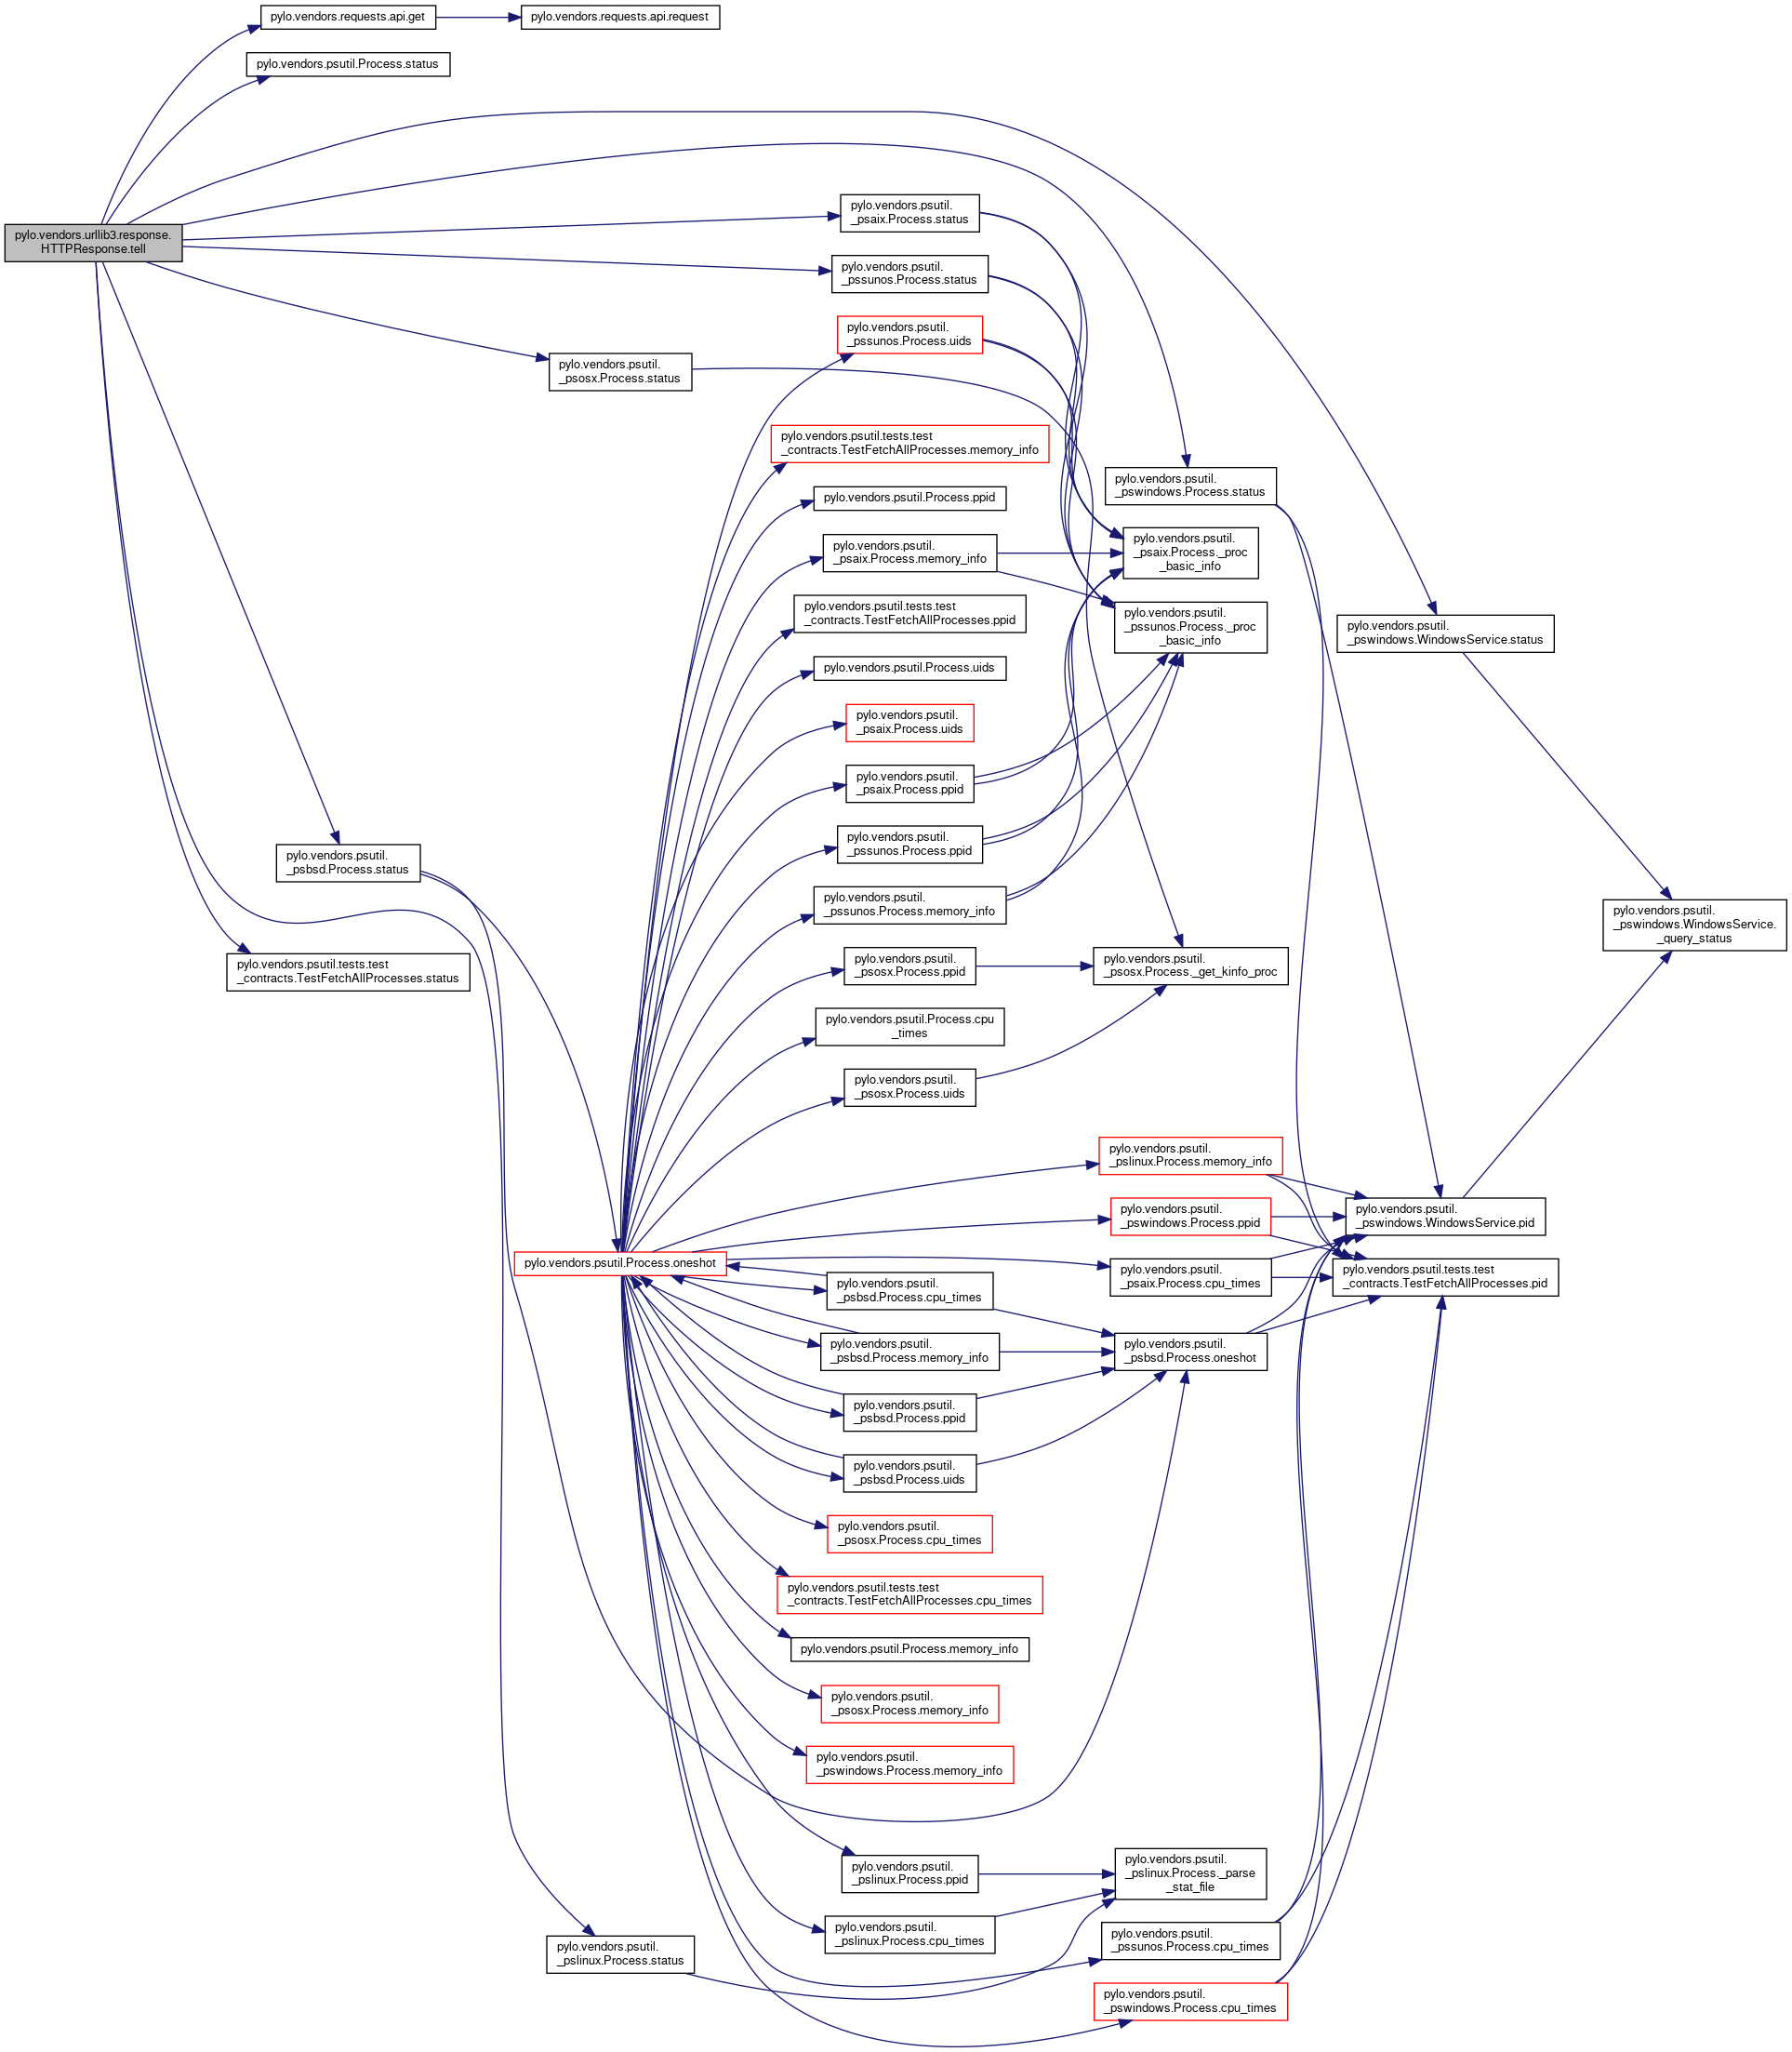 pylo.vendors.requests.api.get
pylo.vendors.requests.api.request
pylo.vendors.psutil.Process.status
pylo.vendors.urllib3.response.
HTTPResponse.tell
pylo.vendors.psutil.
_psaix.Process.status
pylo.vendors.psutil.
_pssunos.Process.status
pylo.vendors.psutil.
_pssunos.Process.uids
pylo.vendors.psutil.
_psosx.Process.status
pylo.vendors.psutil.tests.test
_contracts.TestFetchAllProcesses.memory_info
pylo.vendors.psutil.
_pswindows.Process.status
pylo.vendors.psutil.Process.ppid
pylo.vendors.psutil.
_psaix.Process.memory_info
pylo.vendors.psutil.
_psaix.Process._proc
_basic_info
pylo.vendors.psutil.tests.test
_contracts.TestFetchAllProcesses.ppid
pylo.vendors.psutil.
_pssunos.Process._proc
_basic_info
pylo.vendors.psutil.
_pswindows.WindowsService.status
pylo.vendors.psutil.Process.uids
pylo.vendors.psutil.
_psaix.Process.uids
pylo.vendors.psutil.
_psaix.Process.ppid
pylo.vendors.psutil.
_pssunos.Process.ppid
pylo.vendors.psutil.
_psbsd.Process.status
pylo.vendors.psutil.
_pssunos.Process.memory_info
pylo.vendors.psutil.
_pswindows.WindowsService.
_query_status
pylo.vendors.psutil.tests.test
_contracts.TestFetchAllProcesses.status
pylo.vendors.psutil.
_psosx.Process.ppid
pylo.vendors.psutil.
_psosx.Process._get_kinfo_proc
pylo.vendors.psutil.Process.cpu
_times
pylo.vendors.psutil.
_psosx.Process.uids
pylo.vendors.psutil.
_pslinux.Process.memory_info
pylo.vendors.psutil.
_pswindows.Process.ppid
pylo.vendors.psutil.
_pswindows.WindowsService.pid
pylo.vendors.psutil.Process.oneshot
pylo.vendors.psutil.
_psaix.Process.cpu_times
pylo.vendors.psutil.tests.test
_contracts.TestFetchAllProcesses.pid
pylo.vendors.psutil.
_psbsd.Process.cpu_times
pylo.vendors.psutil.
_psbsd.Process.memory_info
pylo.vendors.psutil.
_psbsd.Process.oneshot
pylo.vendors.psutil.
_psbsd.Process.ppid
pylo.vendors.psutil.
_psbsd.Process.uids
pylo.vendors.psutil.
_psosx.Process.cpu_times
pylo.vendors.psutil.tests.test
_contracts.TestFetchAllProcesses.cpu_times
pylo.vendors.psutil.Process.memory_info
pylo.vendors.psutil.
_psosx.Process.memory_info
pylo.vendors.psutil.
_pswindows.Process.memory_info
pylo.vendors.psutil.
_pslinux.Process.ppid
pylo.vendors.psutil.
_pslinux.Process._parse
_stat_file
pylo.vendors.psutil.
_pslinux.Process.cpu_times
pylo.vendors.psutil.
_pssunos.Process.cpu_times
pylo.vendors.psutil.
_pslinux.Process.status
pylo.vendors.psutil.
_pswindows.Process.cpu_times